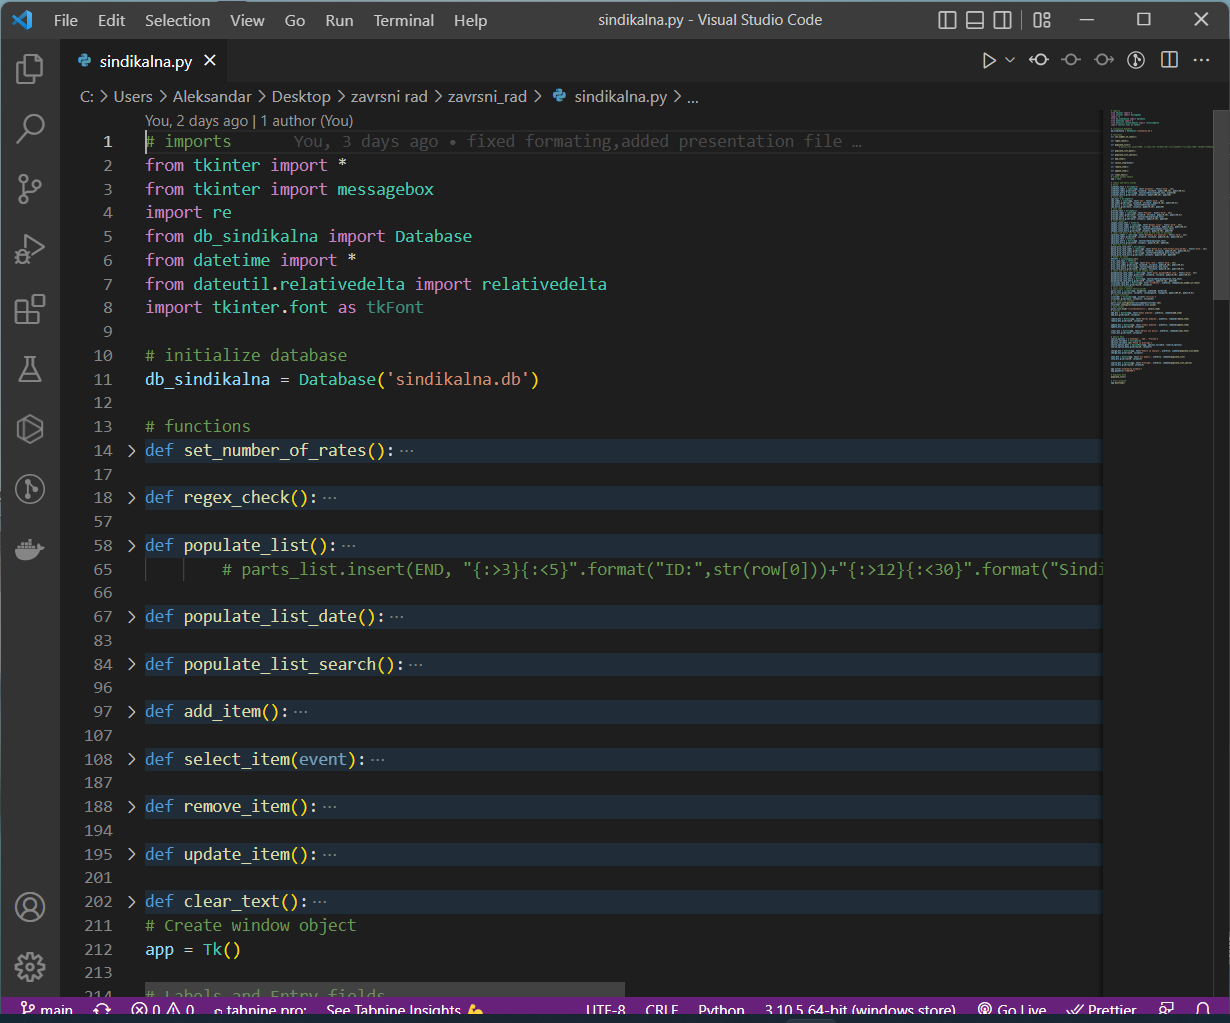 File Edit Selection View Go Run Terminal Help sindikalna.py - Visual Studio Code
sindikalna.py
C: > Users > Aleksandar > Desktop > zavrsni rad > zavrsni_rad > sindikalna.py > ...
You, 2 days ago | 1 author (You)
1 # imports You, 3 days ago • fixed formating,added presentation file …
2 from tkinter import *
3 from tkinter import messagebox
4 import re
5 from db_sindikalna import Database
6 from datetime import *
7 from dateutil.relativedelta import relativedelta
8 import tkinter.font as tkFont
9
10 # initialize database
11 db_sindikalna = Database('sindikalna.db')
12
13 # functions
14 > def set_number_of_rates(): ···
17
18 > def regex_check(): ···
57
58 > def populate_list(): ···
65 # parts_list.insert(END, "{:>3}{:<5}".format("ID:",str(row[0]))+"{:>12}{:<30}".format("Sindi
66
67 > def populate_list_date(): ···
83
84 > def populate_list_search(): ···
96
97 > def add_item(): ···
107
108 > def select_item(event): ···
187
188 > def remove_item(): ···
194
195 > def update_item(): ···
201
202 > def clear_text(): ···
211 # Create window object
212 app = Tk()
213
214 # Labels and Entry fields
main 0 0 tabnine pro: See Tabnine Insights UTF-8 CRLF Python 3.10.5 64-bit (windows store) Go Live Prettier